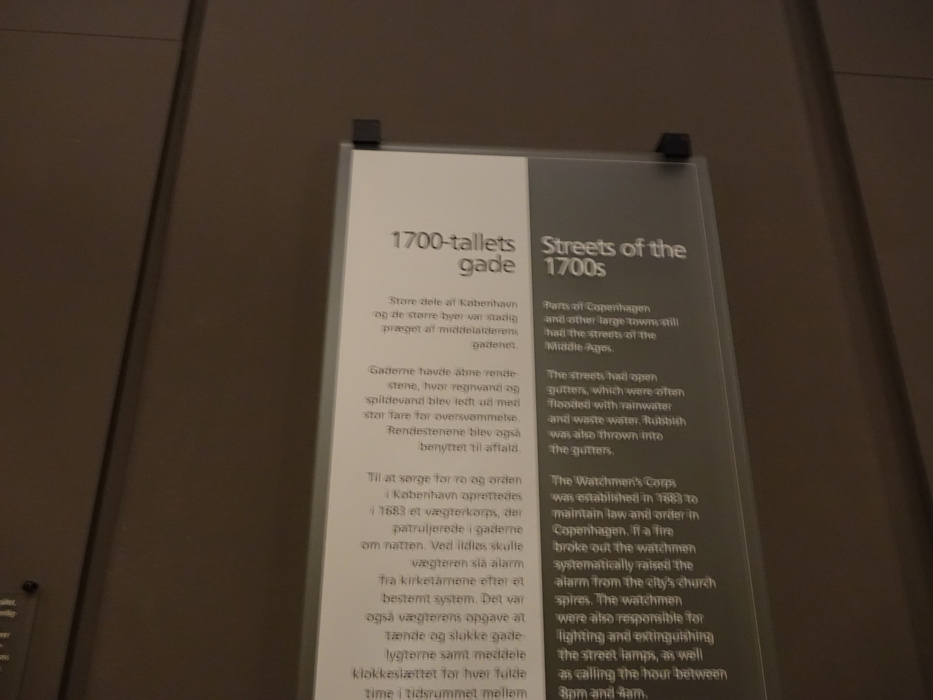 1700-tallets
gade
Store dele af København
og de større byer var stadig
præget af middelalderens
gadenet.
Gaderne havde åbne rende-
stene, hvor regnvand og
spildevand blev ledt ud med
stor fare for oversvømmelse.
Rendestenene blev også
benyttet til affald.
Til at sørge for ro og orden
i København oprettedes
i 1683 et vægterkorps, der
patruljerede i gaderne
om natten. Ved ildløs skulle
vægteren slå alarm
fra kirketårnene efter et
bestemt system. Det var
også vægterens opgave at
tænde og slukke gade-
lygterne samt meddele
klokkeslættet for hver fulde
time i tidsrummet mellem
Streets of the
1700s
Parts of Copenhagen
and other large towns still
had the streets of the
Middle Ages.
The streets had open
gutters, which were often
flooded with rainwater
and waste water. Rubbish
was also thrown into
the gutters.
The Watchmen's Corps
was established in 1683 to
maintain law and order in
Copenhagen. If a fire
broke out the watchmen
systematically raised the
alarm from the city's church
spires. The watchmen
were also responsible for
lighting and extinguishing
the street lamps, as well
as calling the hour between
8pm and 4am.